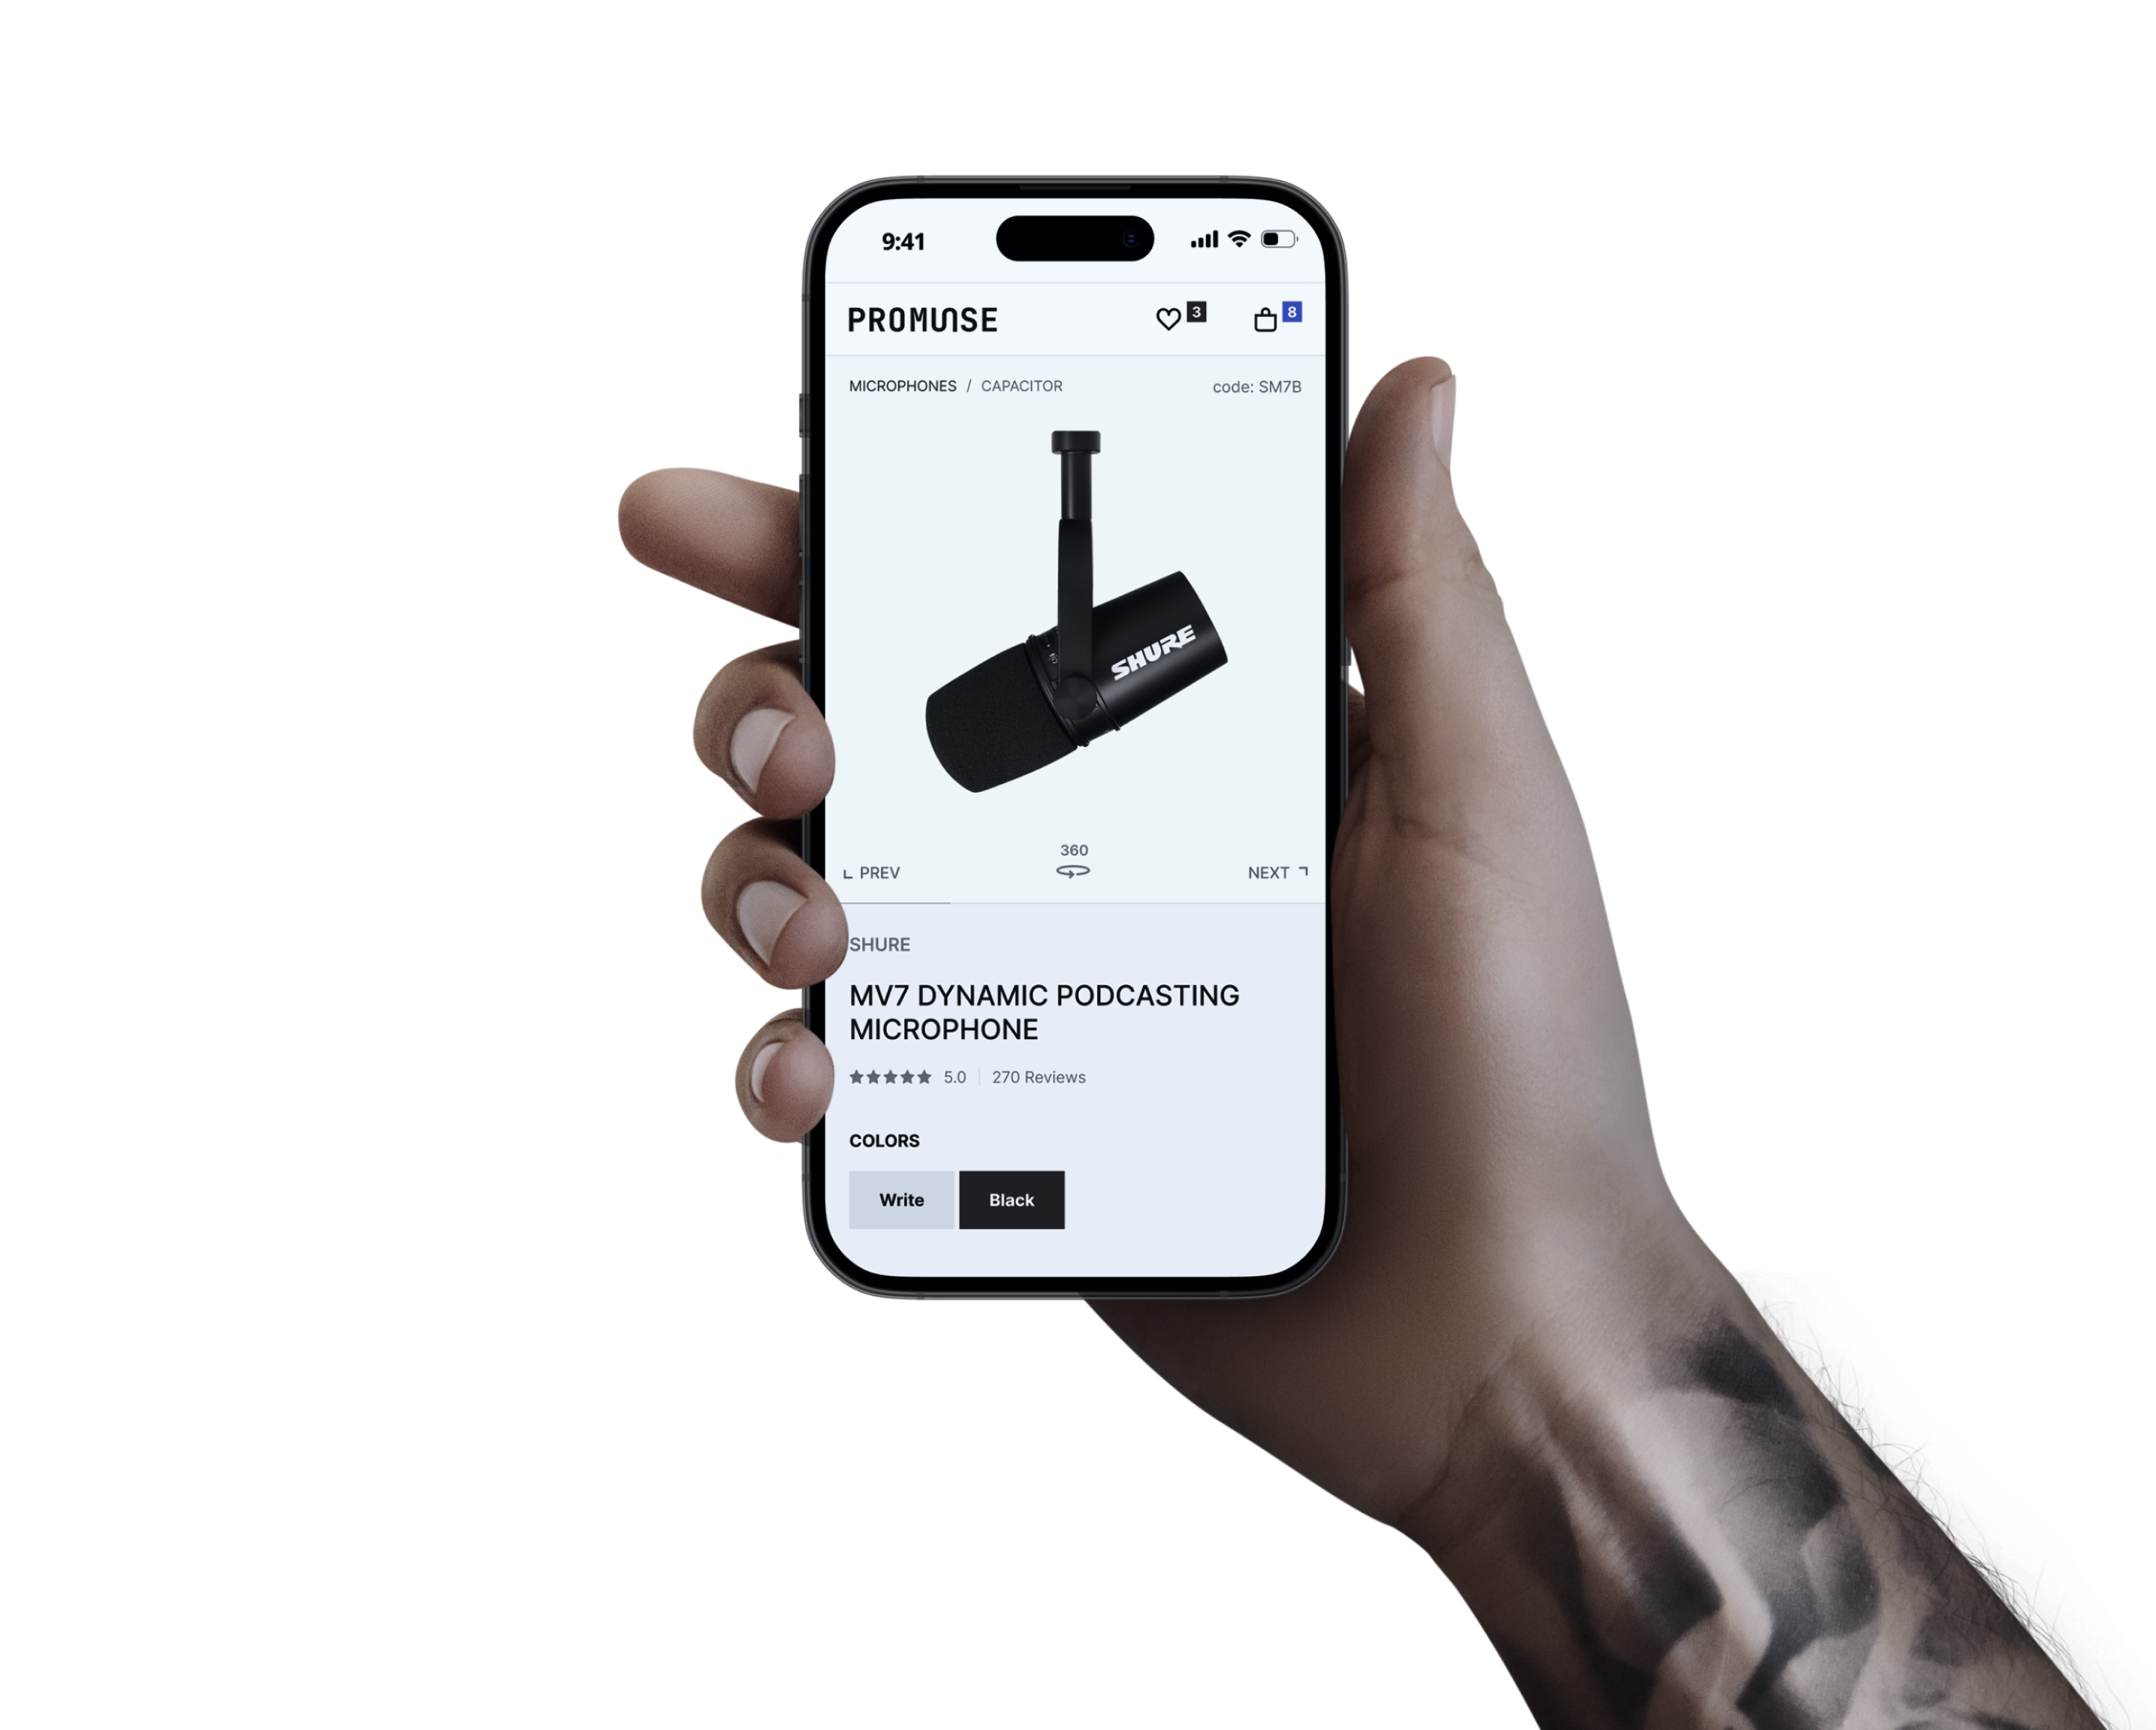 9:41
PROMUSE
3
8
MICROPHONES / CAPACITOR
code: SM7B
SHURE
360
PREV
NEXT
SHURE
MV7 DYNAMIC PODCASTING
MICROPHONE
5.0
270 Reviews
COLORS
Write
Black